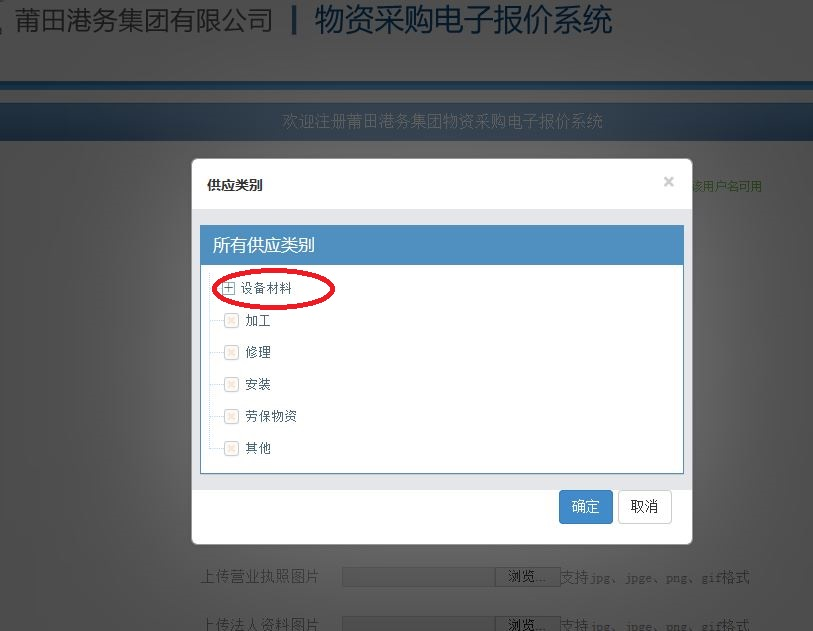 莆田港务集团有限公司 | 物资采购电子报价系统
欢迎注册莆田港务集团物资采购电子报价系统
供应类别 ×
该用户名可用
所有供应类别
设备材料
加工
修理
安装
劳保物资
其他
确定 取消
上传营业执照图片 浏览... 支持jpg、jpge、png、gif格式
上传法人资料图片 浏览... 支持jpg、jpge、png、gif格式